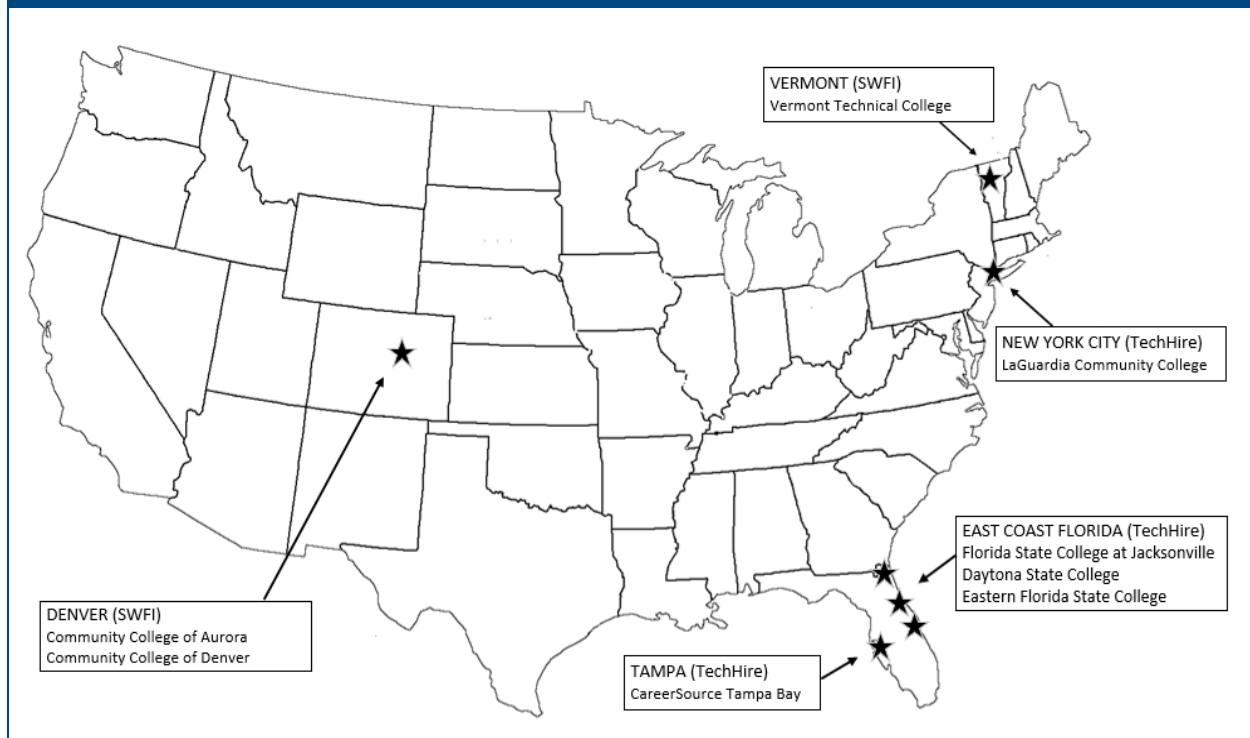 VERMONT (SWFI)
Vermont Technical College
NEW YORK CITY (TechHire)
LaGuardia Community College
EAST COAST FLORIDA (TechHire)
Florida State College at Jacksonville
Daytona State College
Eastern Florida State College
DENVER (SWFI)
Community College of Aurora
Community College of Denver
TAMPA (TechHire)
CareerSource Tampa Bay